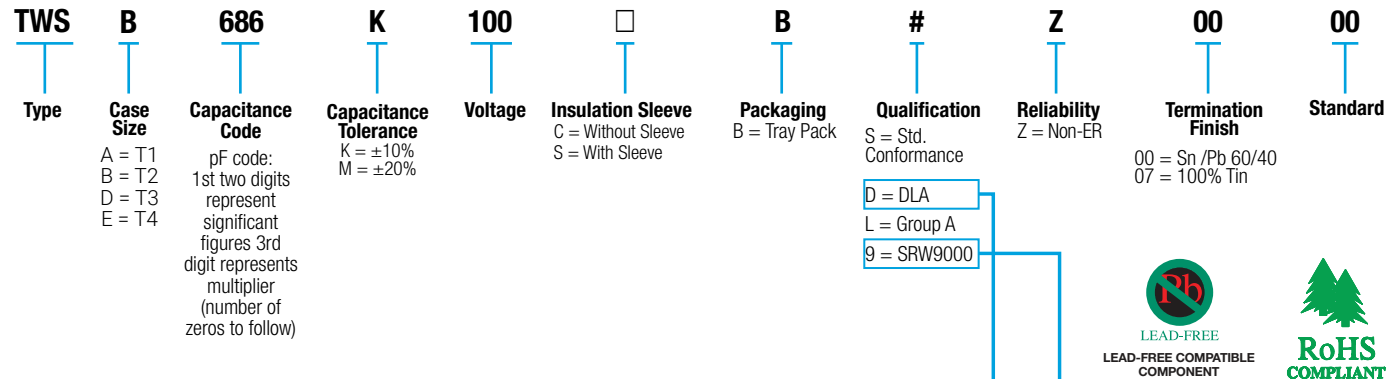 TWS B 686 K 100 □ B # Z 00 00
Type
Case
Size
A = T1
B = T2
D = T3
E = T4
Capacitance
Code
pF code:
1st two digits
represent
significant
figures 3rd
digit represents
multiplier
(number of
zeros to follow)
Capacitance
Tolerance
K = ±10%
M = ±20%
Voltage
Insulation Sleeve
C = Without Sleeve
S = With Sleeve
Packaging
B = Tray Pack
Qualification
S = Std.
Conformance
D = DLA
L = Group A
9 = SRW9000
Reliability
Z = Non-ER
Termination
Finish
00 = Sn /Pb 60/40
07 = 100% Tin
Standard
Pb
LEAD-FREE
LEAD-FREE COMPATIBLE
COMPONENT
RoHS
COMPLIANT